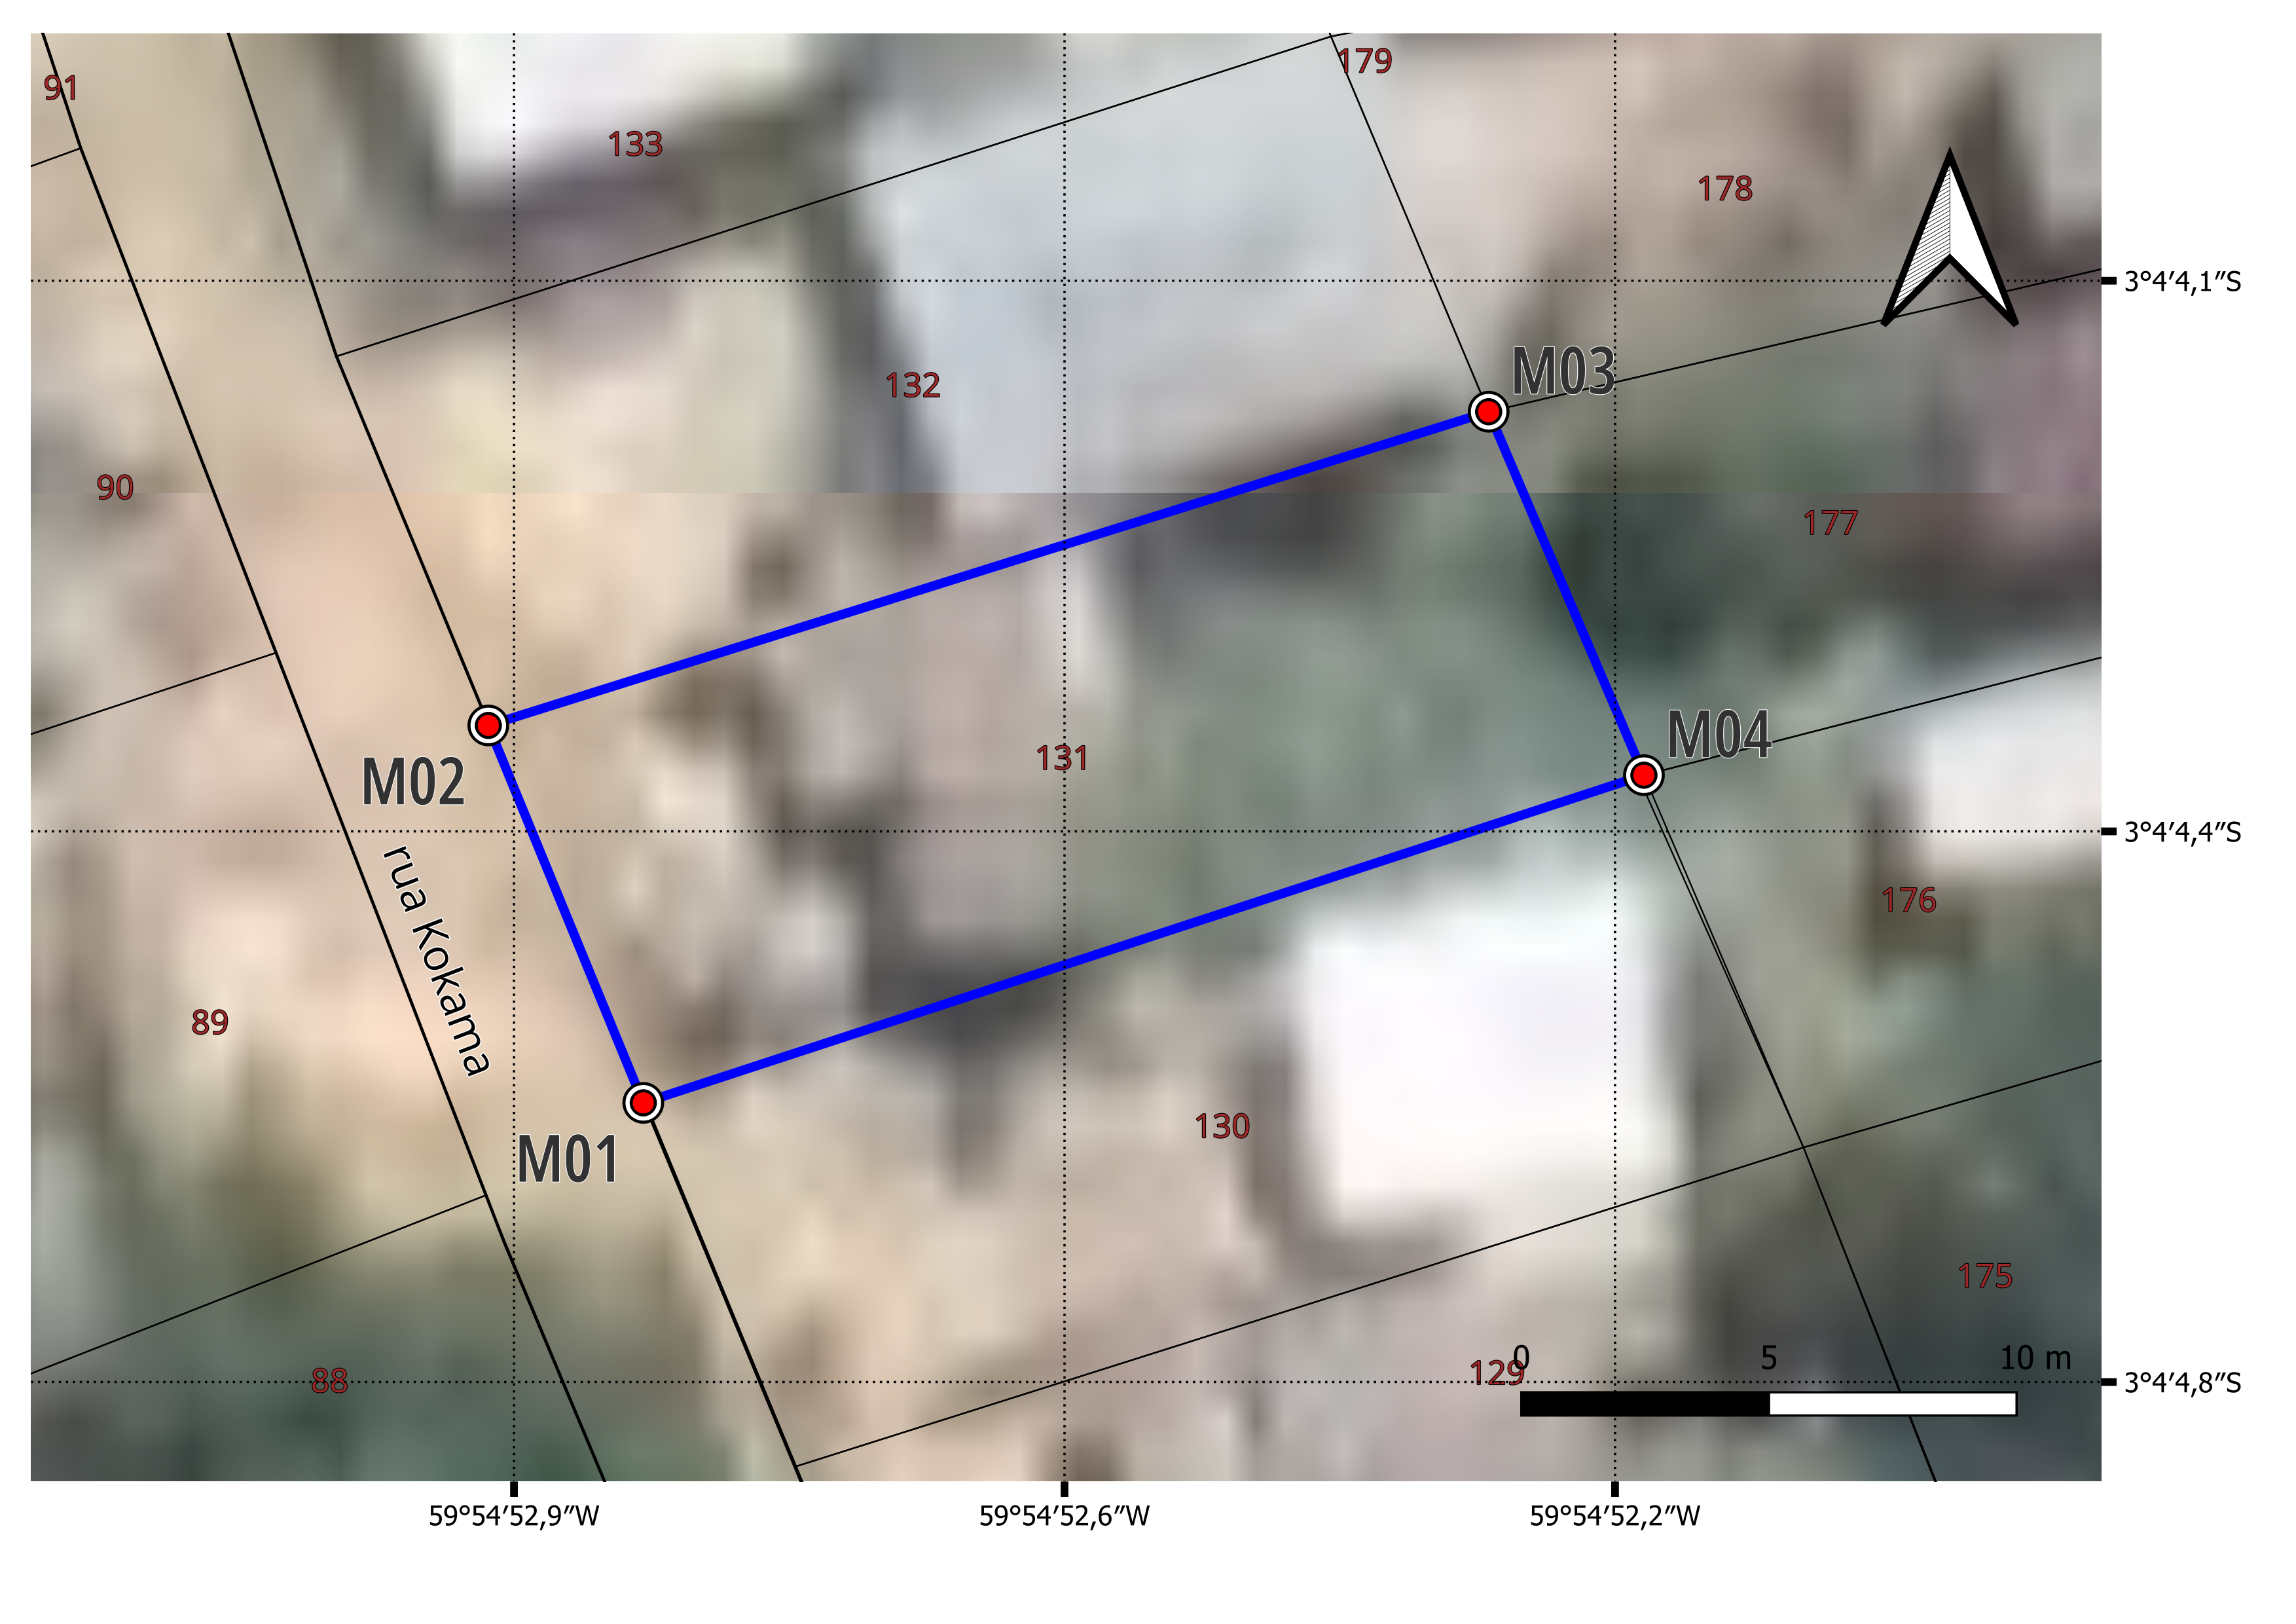 91
179
133
178
3°4′4,1″S
M03
132
90
177
M04
M02
131
3°4′4,4″S
rua Kokama
176
89
130
M01
175
0 5 10 m
129
88
3°4′4,8″S
59°54′52,9″W
59°54′52,6″W
59°54′52,2″W